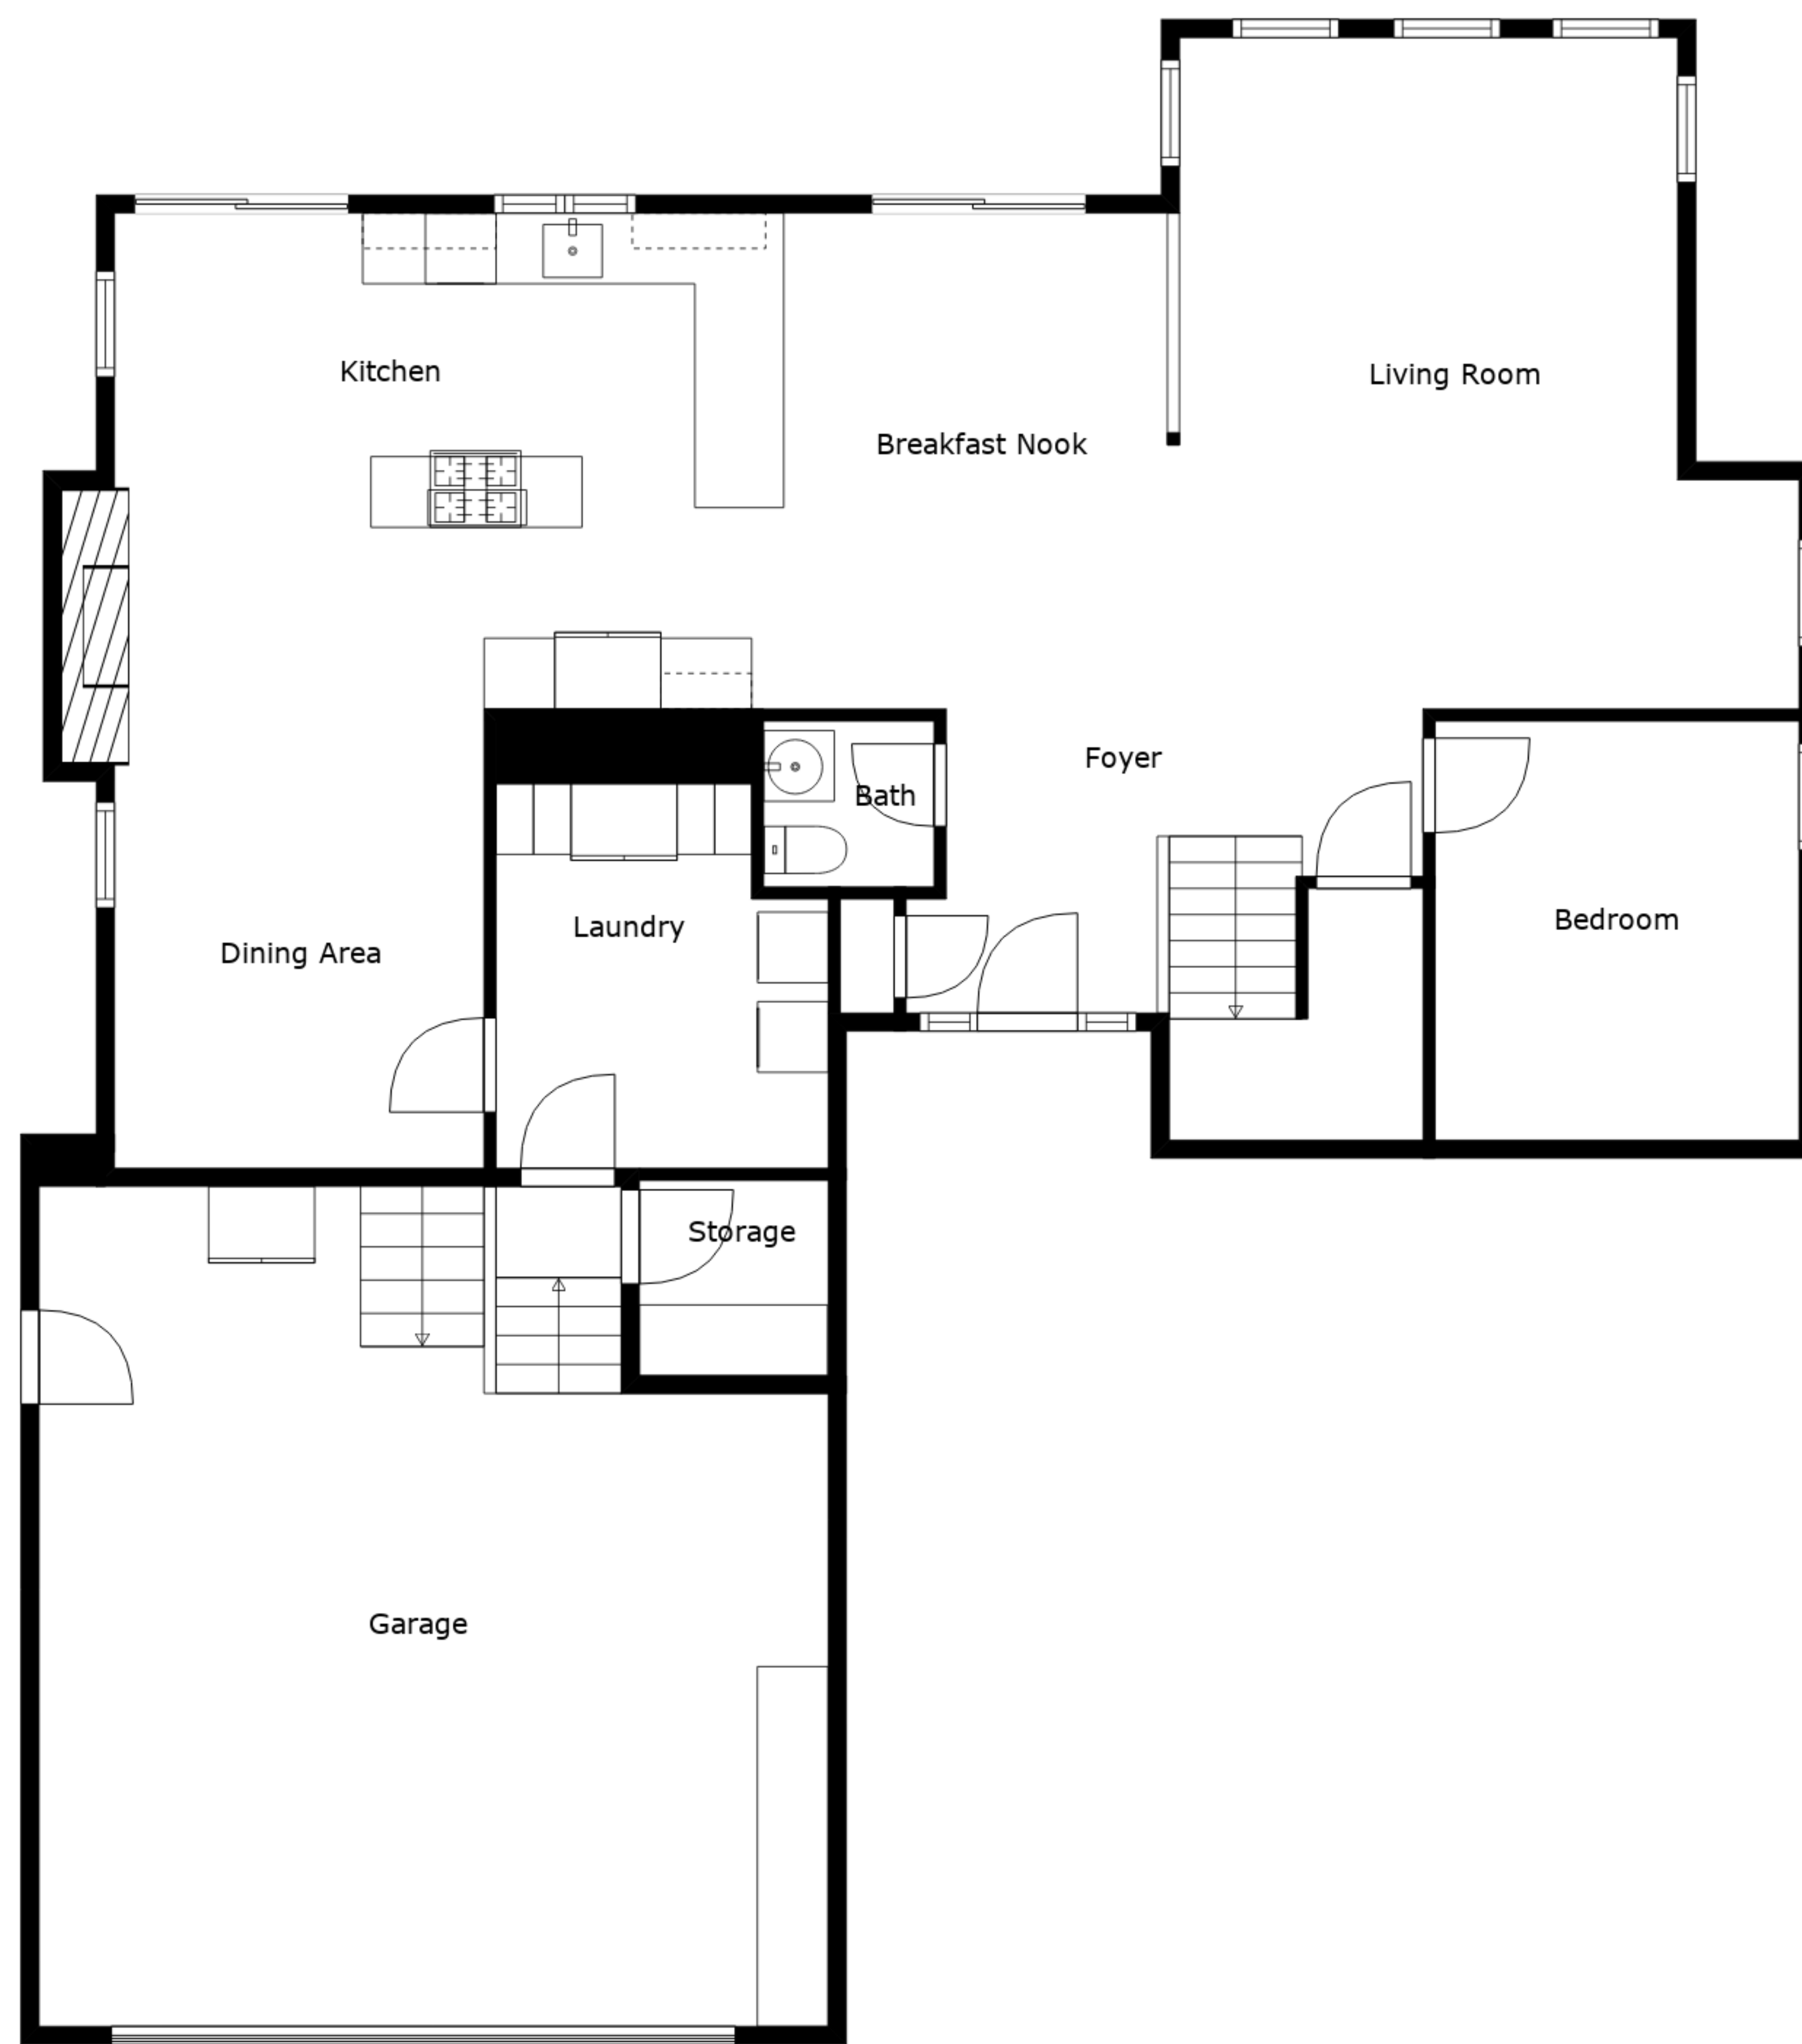 Kitchen
Living Room
Breakfast Nook
Foyer
Bath
Bedroom
Laundry
Dining Area
Storage
Garage